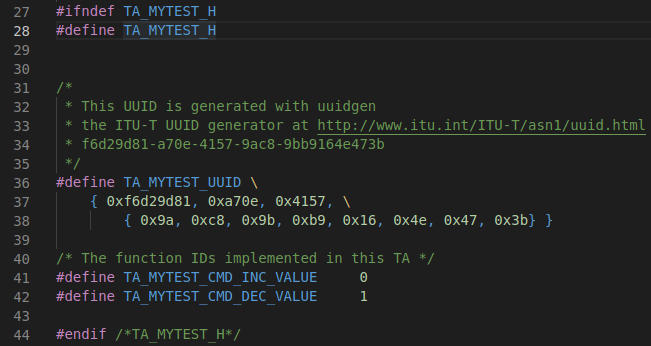 27 #ifndef TA_MYTEST_H
28 #define TA_MYTEST_H
29
30
31 /*
32  * This UUID is generated with uuidgen
33  * the ITU-T UUID generator at http://www.itu.int/ITU-T/asn1/uuid.html
34  * f6d29d81-a70e-4157-9ac8-9bb9164e473b
35  */
36 #define TA_MYTEST_UUID \
37     { 0xf6d29d81, 0xa70e, 0x4157, \
38         { 0x9a, 0xc8, 0x9b, 0xb9, 0x16, 0x4e, 0x47, 0x3b} }
39
40 /* The function IDs implemented in this TA */
41 #define TA_MYTEST_CMD_INC_VALUE     0
42 #define TA_MYTEST_CMD_DEC_VALUE     1
43
44 #endif /*TA_MYTEST_H*/